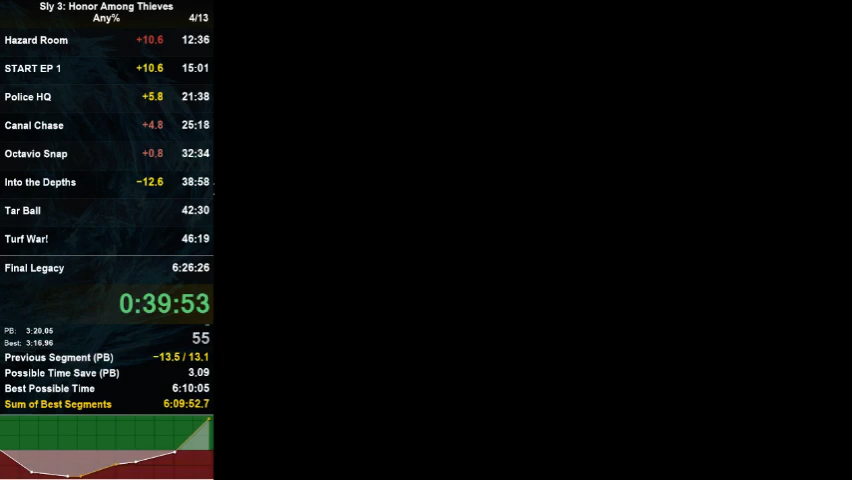 Sly 3: Honor Among Thieves
Any% 4/13
Hazard Room +10.6 12:36
START EP 1 +10.6 15:01
Police HQ +5.8 21:38
Canal Chase +4.8 25:18
Octavio Snap +0.8 32:34
Into the Depths −12.6 38:58
Tar Ball 42:30
Turf War! 46:19
Final Legacy 6:26:26
0:39:53
PB: 3:20.05
55
Best: 3:16.96
Previous Segment (PB) −13.5 / 13.1
Possible Time Save (PB) 3.09
Best Possible Time 6:10:05
Sum of Best Segments 6:09:52.7